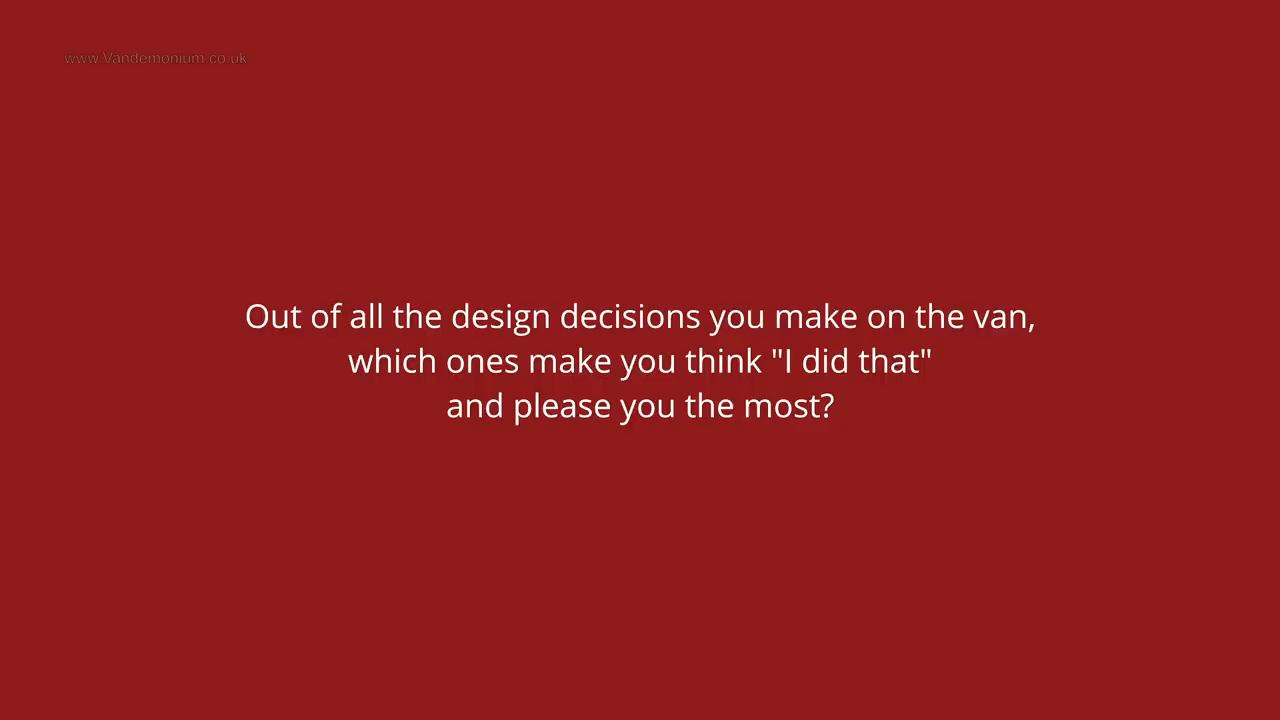 www.Vandemonium.co.uk
Out of all the design decisions you make on the van,
which ones make you think "I did that"
and please you the most?